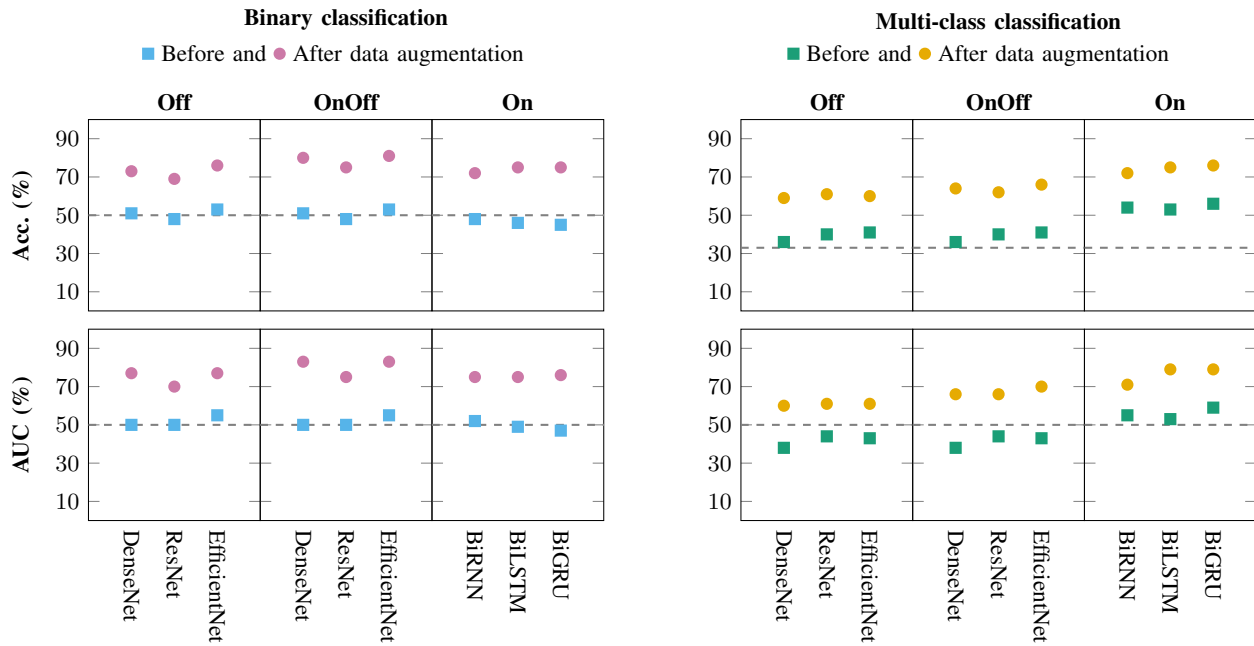 Binary classification
Before and After data augmentation
Off OnOff On
Acc. (%)
90
70
50
30
10
AUC (%)
90
70
50
30
10
DenseNet
ResNet
EfficientNet
DenseNet
ResNet
EfficientNet
BiRNN
BiLSTM
BiGRU
Multi-class classification
Before and After data augmentation
Off OnOff On
90
70
50
30
10
90
70
50
30
10
DenseNet
ResNet
EfficientNet
DenseNet
ResNet
EfficientNet
BiRNN
BiLSTM
BiGRU